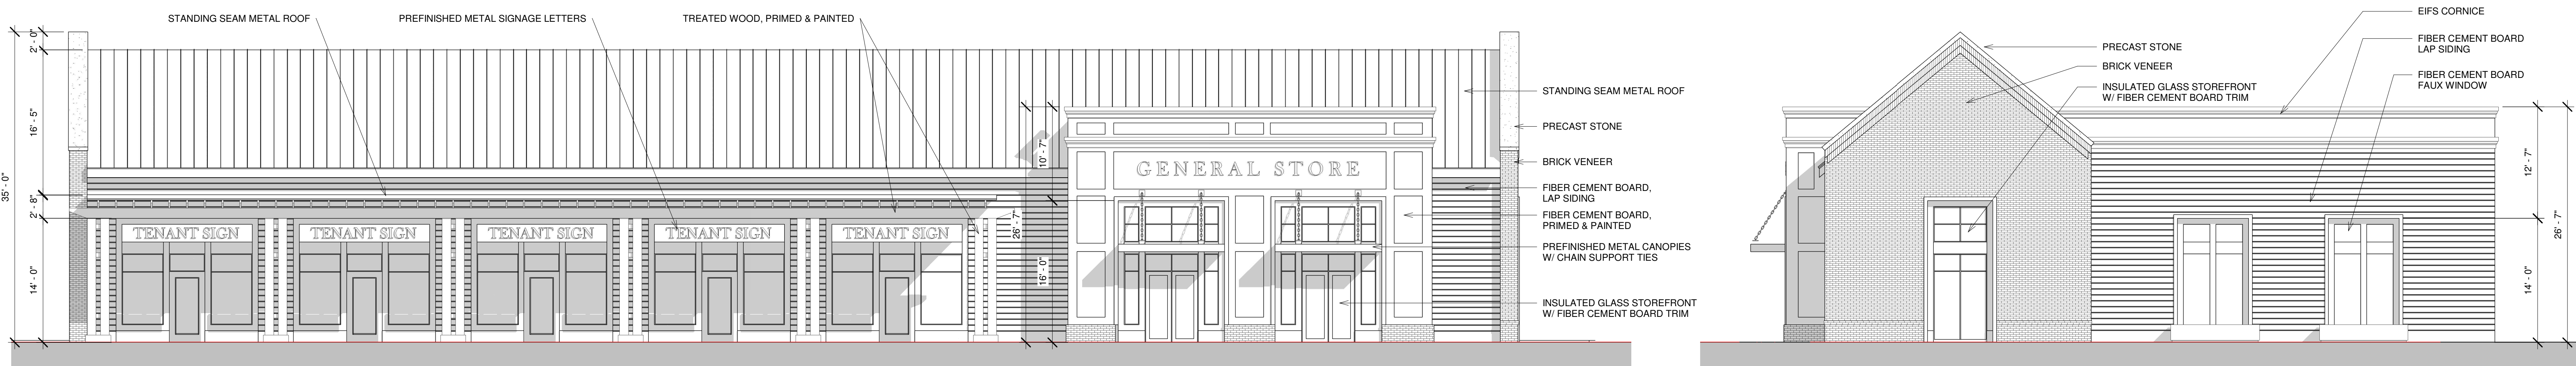 STANDING SEAM METAL ROOF
PREFINISHED METAL SIGNAGE LETTERS
TREATED WOOD, PRIMED & PAINTED
35' - 0"
2' - 0"
16' - 5"
2' - 8"
14' - 0"
TENANT SIGN
TENANT SIGN
TENANT SIGN
TENANT SIGN
TENANT SIGN
26' - 7"
10' - 7"
16' - 0"
GENERAL STORE
STANDING SEAM METAL ROOF
PRECAST STONE
BRICK VENEER
FIBER CEMENT BOARD,
LAP SIDING
FIBER CEMENT BOARD,
PRIMED & PAINTED
PREFINISHED METAL CANOPIES
W/ CHAIN SUPPORT TIES
INSULATED GLASS STOREFRONT
W/ FIBER CEMENT BOARD TRIM
PRECAST STONE
BRICK VENEER
INSULATED GLASS STOREFRONT
W/ FIBER CEMENT BOARD TRIM
EIFS CORNICE
FIBER CEMENT BOARD
LAP SIDING
FIBER CEMENT BOARD
FAUX WINDOW
12' - 7"
14' - 0"
26' - 7"